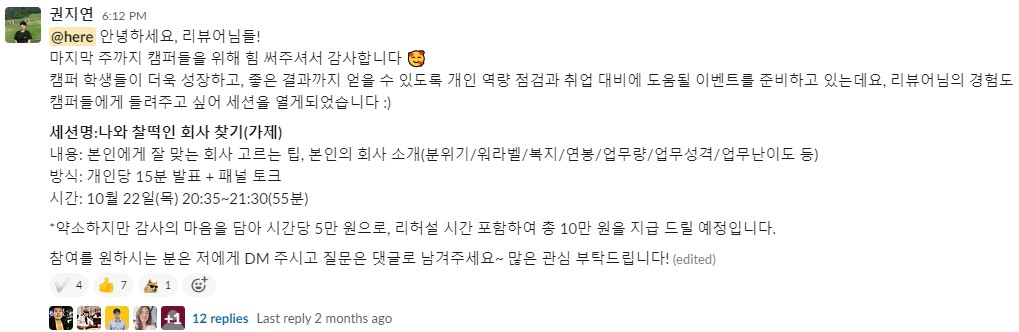 권지연 6:12 PM
@here 안녕하세요, 리뷰어님들!
마지막 주까지 캠퍼들을 위해 힘 써주셔서 감사합니다
캠퍼 학생들이 더욱 성장하고, 좋은 결과까지 얻을 수 있도록 개인 역량 점검과 취업 대비에 도움될 이벤트를 준비하고 있는데요, 리뷰어님의 경험도
캠퍼들에게 들려주고 싶어 세션을 열게되었습니다 :)
세션명:나와 찰떡인 회사 찾기(가제)
내용: 본인에게 잘 맞는 회사 고르는 팁, 본인의 회사 소개(분위기/워라벨/복지/연봉/업무량/업무성격/업무난이도 등)
방식: 개인당 15분 발표 + 패널 토크
시간: 10월 22일(목) 20:35~21:30(55분)
*약소하지만 감사의 마음을 담아 시간당 5만 원으로, 리허설 시간 포함하여 총 10만 원을 지급 드릴 예정입니다.
참여를 원하시는 분은 저에게 DM 주시고 질문은 댓글로 남겨주세요~ 많은 관심 부탁드립니다! (edited)
4 7 1
+1 12 replies Last reply 2 months ago